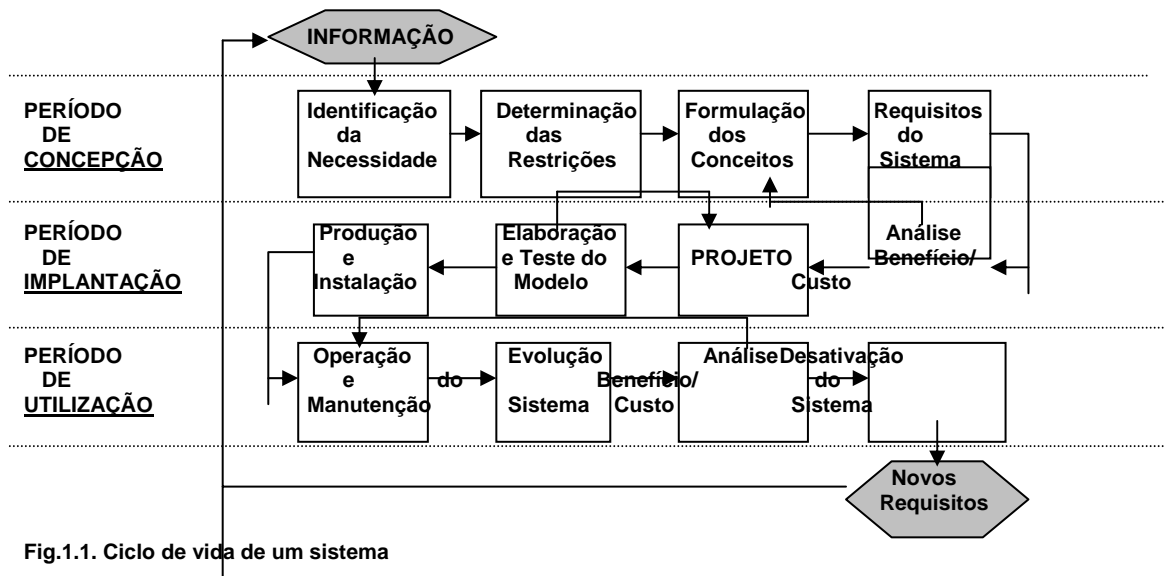 INFORMAÇÃO
PERÍODO
DE
CONCEPÇÃO
Identificação
da
Necessidade
Determinação
das
Restrições
Formulação
dos
Conceitos
Requisitos
do
Sistema
PERÍODO
DE
IMPLANTAÇÃO
Produção
e
Instalação
Elaboração
e Teste do
Modelo
PROJETO
Análise
Benefício/
Custo
PERÍODO
DE
UTILIZAÇÃO
Operação
e
Manutenção
Evolução
do
Sistema
Análise
Benefício/
Custo
Desativação
do
Sistema
Novos
Requisitos
Fig.1.1. Ciclo de vida de um sistema